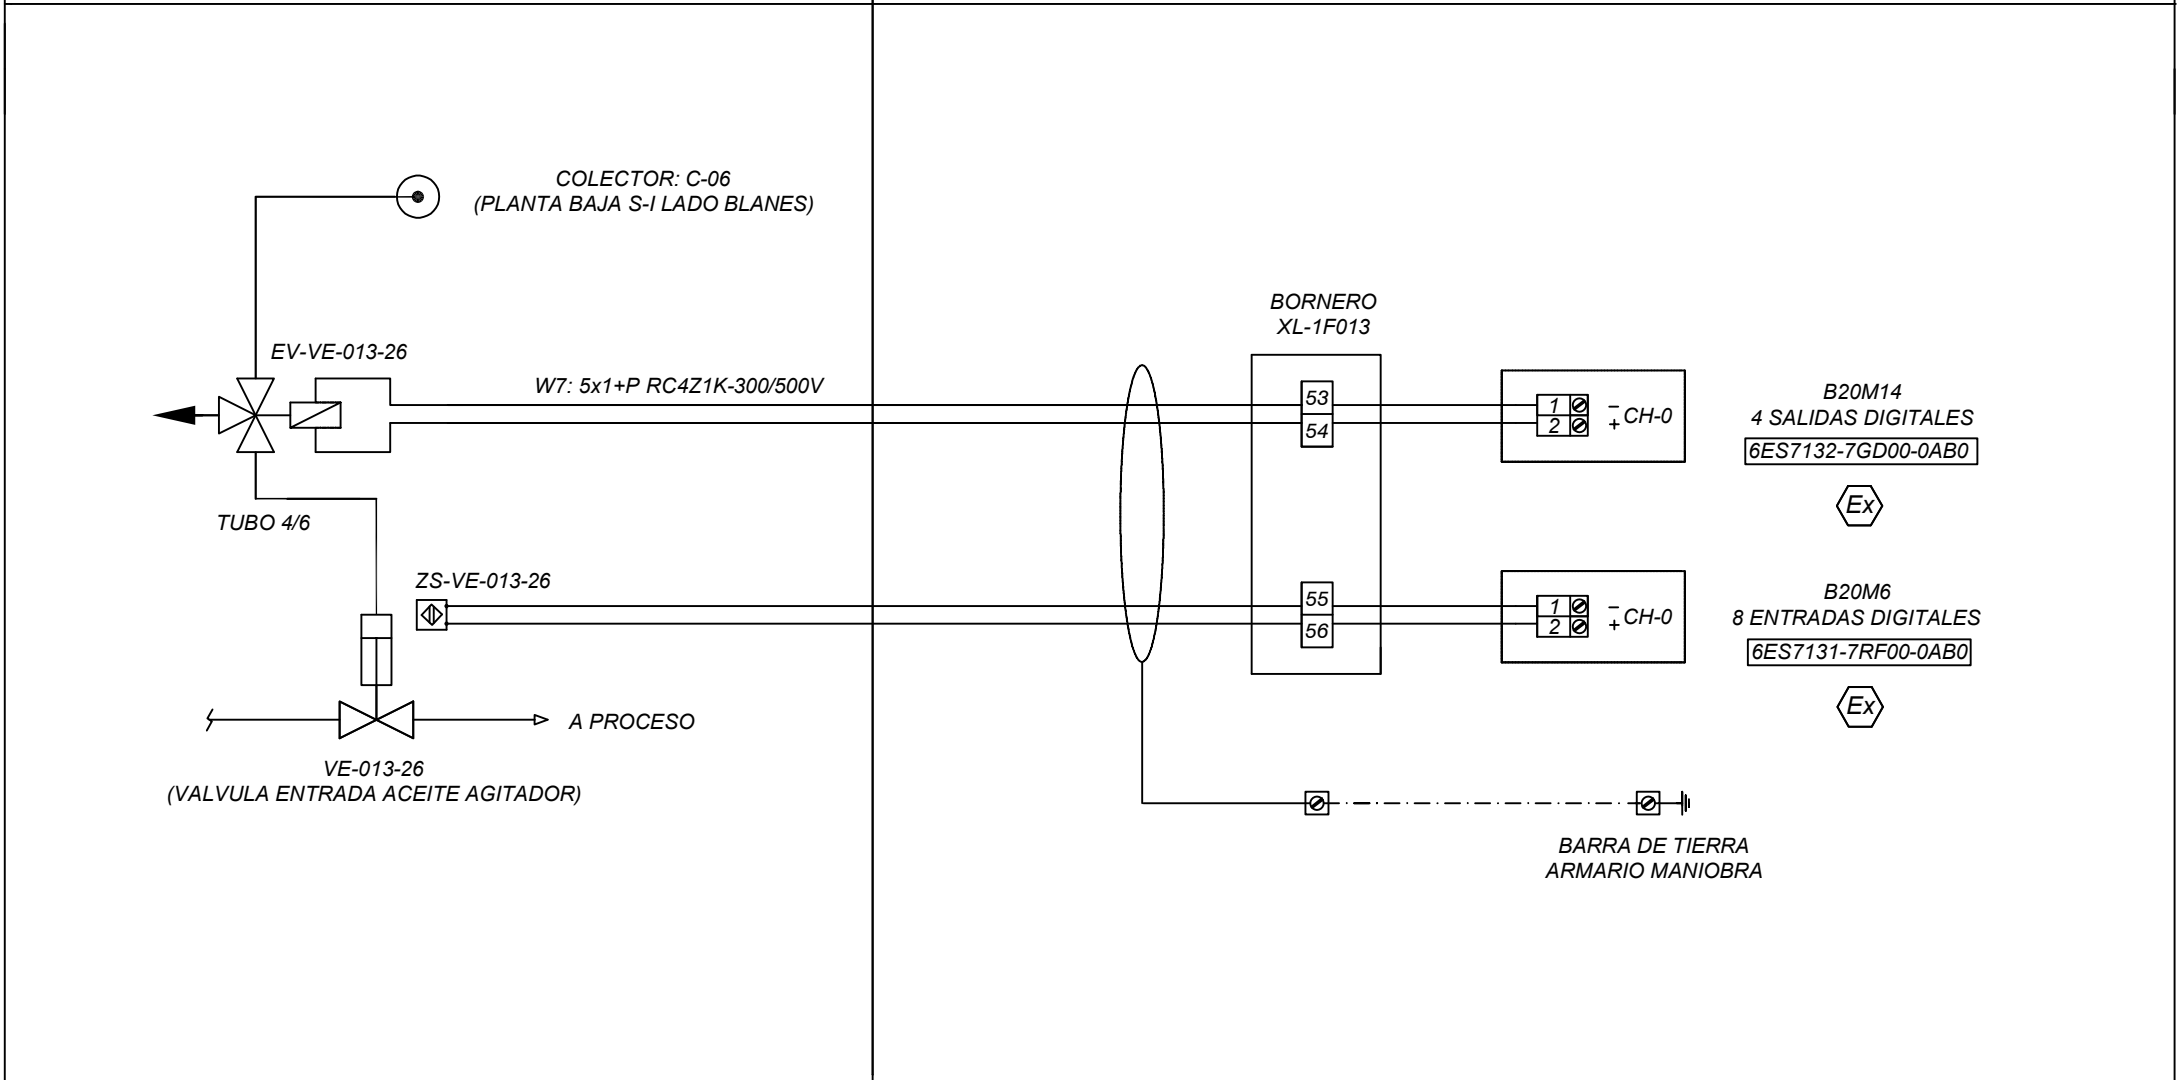 COLECTOR: C-06
(PLANTA BAJA S-I LADO BLANES)
EV-VE-013-26
W7: 5x1+P RC4Z1K-300/500V
TUBO 4/6
ZS-VE-013-26
A PROCESO
VE-013-26
(VALVULA ENTRADA ACEITE AGITADOR)
BORNERO
XL-1F013
53
54
55
56
1
2
–
+
CH-0
B20M14
4 SALIDAS DIGITALES
6ES7132-7GD00-0AB0
Ex
1
2
–
+
CH-0
B20M6
8 ENTRADAS DIGITALES
6ES7131-7RF00-0AB0
Ex
BARRA DE TIERRA
ARMARIO MANIOBRA